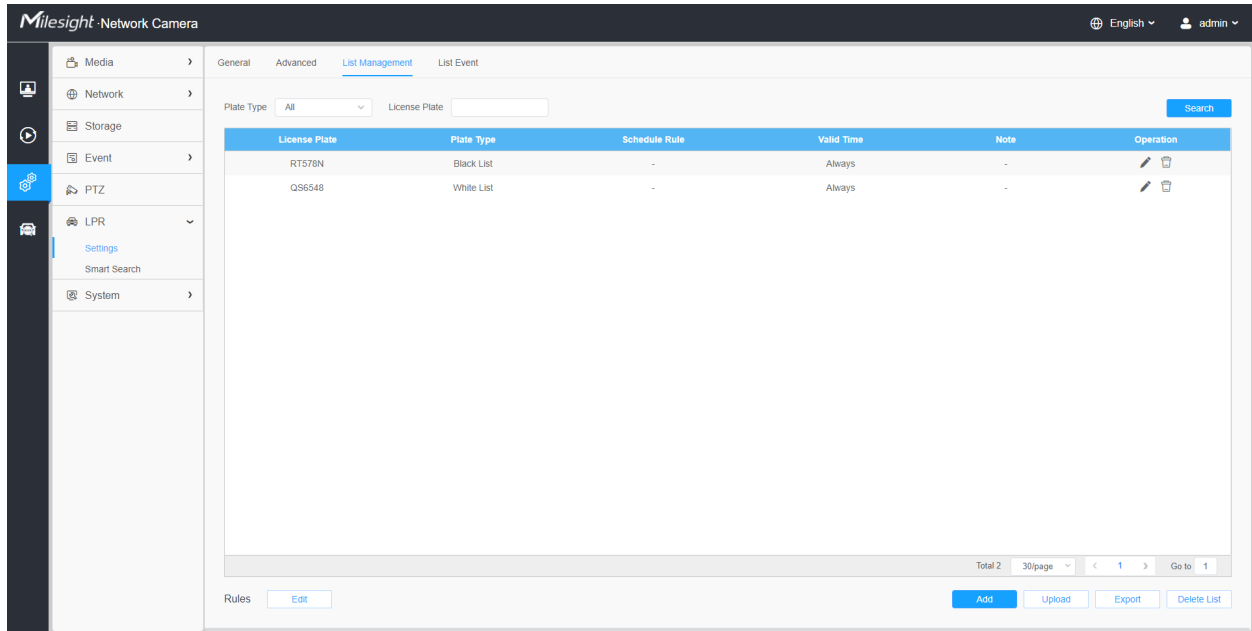 Milesight · Network Camera English admin
Media
Network
Storage
Event
PTZ
LPR
Settings
Smart Search
System
General Advanced List Management List Event
Plate Type All License Plate Search
License Plate Plate Type Schedule Rule Valid Time Note Operation
RT578N Black List - Always -
QS6548 White List - Always -
Total 2 30/page < 1 > Go to 1
Rules Edit Add Upload Export Delete List